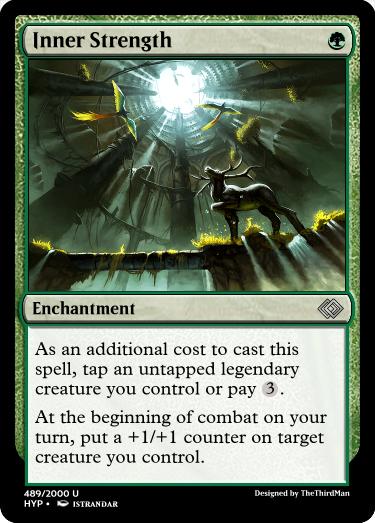 Inner Strength
Enchantment
As an additional cost to cast this
spell, tap an untapped legendary
creature you control or pay 3.
At the beginning of combat on your
turn, put a +1/+1 counter on target
creature you control.
489/2000 U
HYP • ISTRANDAR
Designed by TheThirdMan